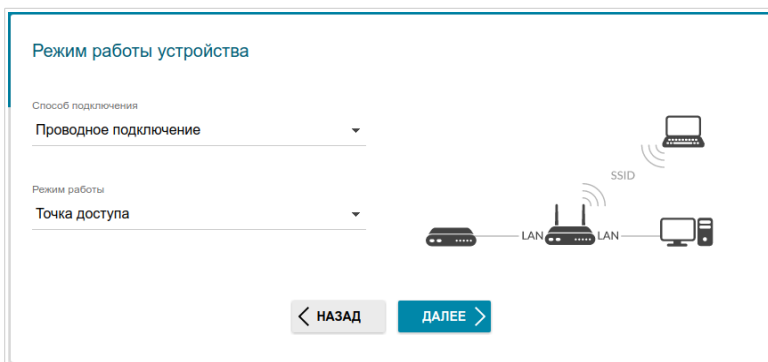 Режим работы устройства
Способ подключения
Проводное подключение
Режим работы
Точка доступа
SSID
LAN LAN
НАЗАД ДАЛЕЕ